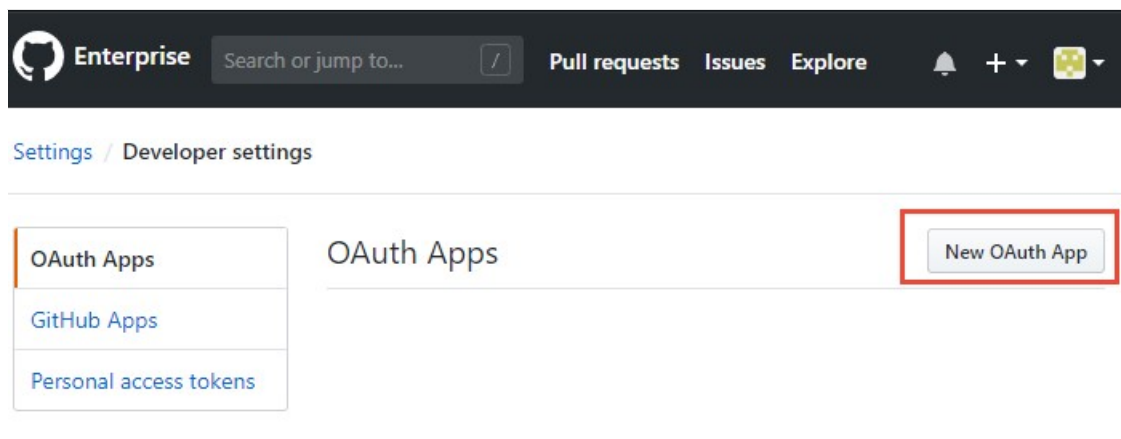 Enterprise Search or jump to... / Pull requests Issues Explore
Settings / Developer settings
OAuth Apps
GitHub Apps
Personal access tokens
OAuth Apps
New OAuth App